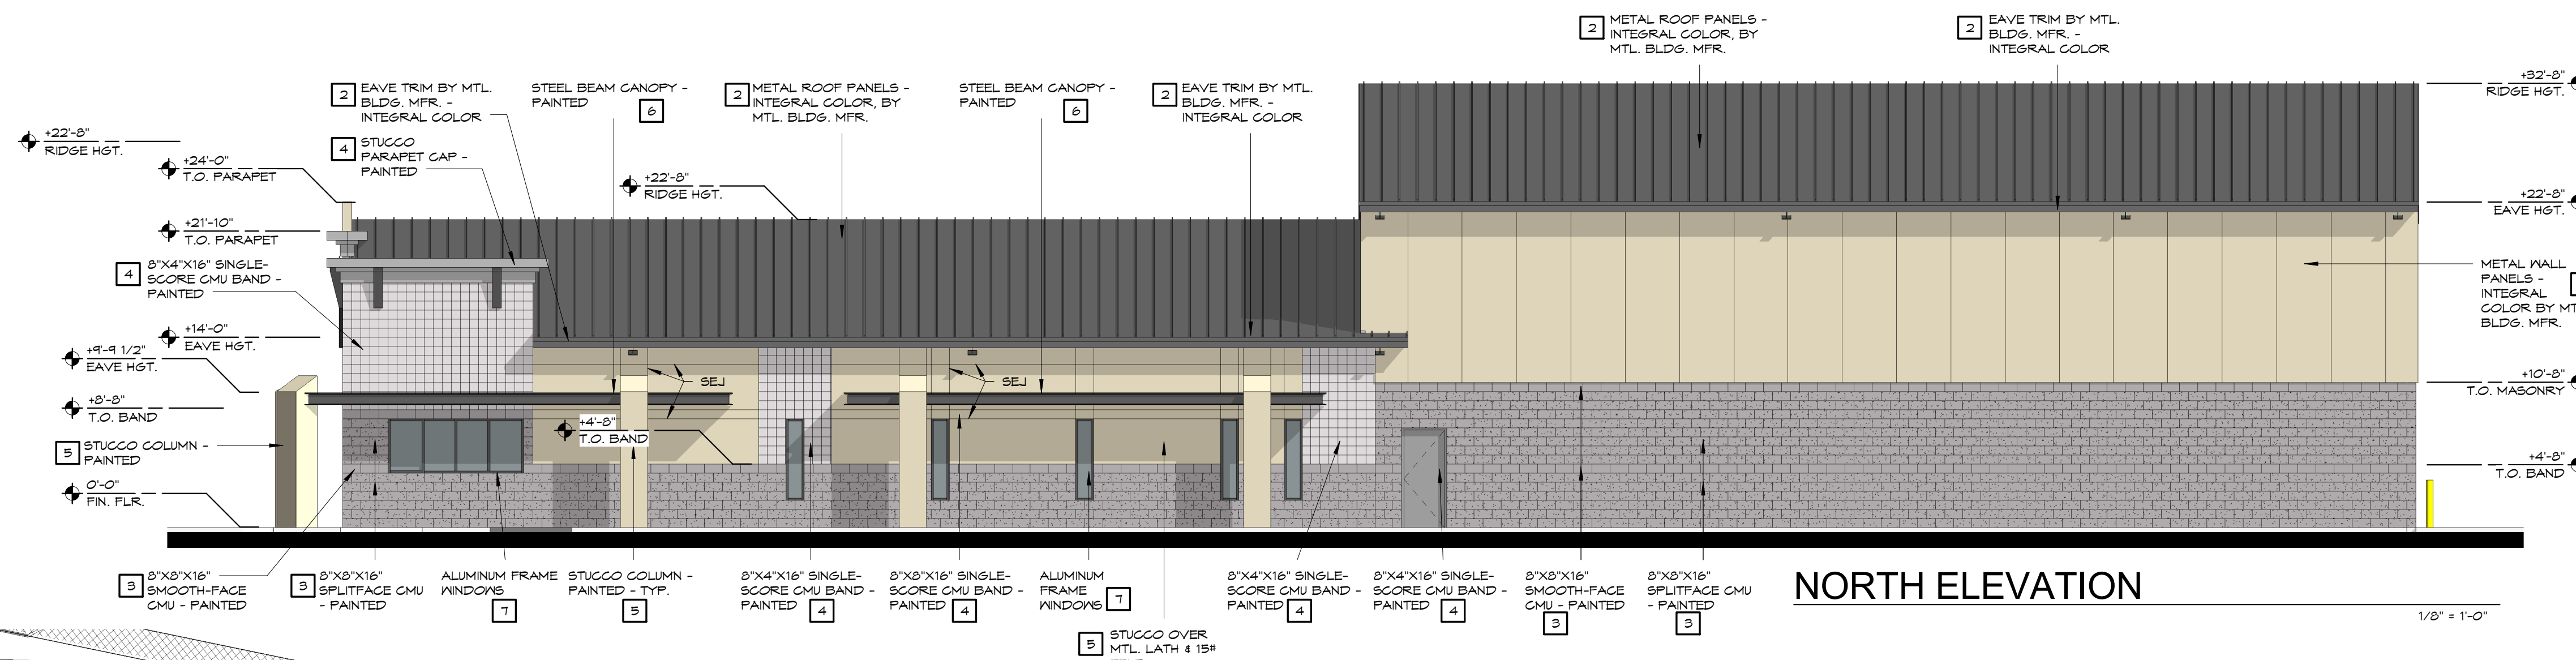 2
METAL ROOF PANELS -
INTEGRAL COLOR, BY
MTL. BLDG. MFR.
2
EAVE TRIM BY MTL.
BLDG. MFR. -
INTEGRAL COLOR
+32'-8"
RIDGE HGT.
2
EAVE TRIM BY MTL.
BLDG. MFR. -
INTEGRAL COLOR
STEEL BEAM CANOPY -
PAINTED
6
2
METAL ROOF PANELS -
INTEGRAL COLOR, BY
MTL. BLDG. MFR.
STEEL BEAM CANOPY -
PAINTED
6
2
EAVE TRIM BY MTL.
BLDG. MFR. -
INTEGRAL COLOR
+22'-8"
RIDGE HGT.
4
STUCCO
PARAPET CAP -
PAINTED
+24'-0"
T.O. PARAPET
+22'-8"
RIDGE HGT.
+22'-8"
EAVE HGT.
+21'-10"
T.O. PARAPET
4
8"X4"X16" SINGLE-
SCORE CMU BAND -
PAINTED
METAL WALL
PANELS -
INTEGRAL
COLOR BY
BLDG. MFR.
+14'-0"
EAVE HGT.
+9'-9 1/2"
EAVE HGT.
SEJ
SEJ
+10'-8"
T.O. MASONRY
+8'-8"
T.O. BAND
+4'-8"
T.O. BAND
5
STUCCO COLUMN -
PAINTED
+4'-8"
T.O. BAND
0'-0"
FIN. FLR.
3
8"X8"X16"
SMOOTH-FACE
CMU - PAINTED
3
8"X8"X16"
SPLITFACE CMU
- PAINTED
ALUMINUM FRAME
WINDOWS
7
STUCCO COLUMN -
PAINTED - TYP.
5
8"X4"X16" SINGLE-
SCORE CMU BAND -
PAINTED
4
8"X8"X16" SINGLE-
SCORE CMU BAND -
PAINTED
4
ALUMINUM
FRAME
WINDOWS
7
8"X4"X16" SINGLE-
SCORE CMU BAND -
PAINTED
4
8"X4"X16" SINGLE-
SCORE CMU BAND -
PAINTED
4
8"X8"X16"
SMOOTH-FACE
CMU - PAINTED
3
8"X8"X16"
SPLITFACE CMU
- PAINTED
3
NORTH ELEVATION
1/8" = 1'-0"
5
STUCCO OVER
MTL. LATH & 15#